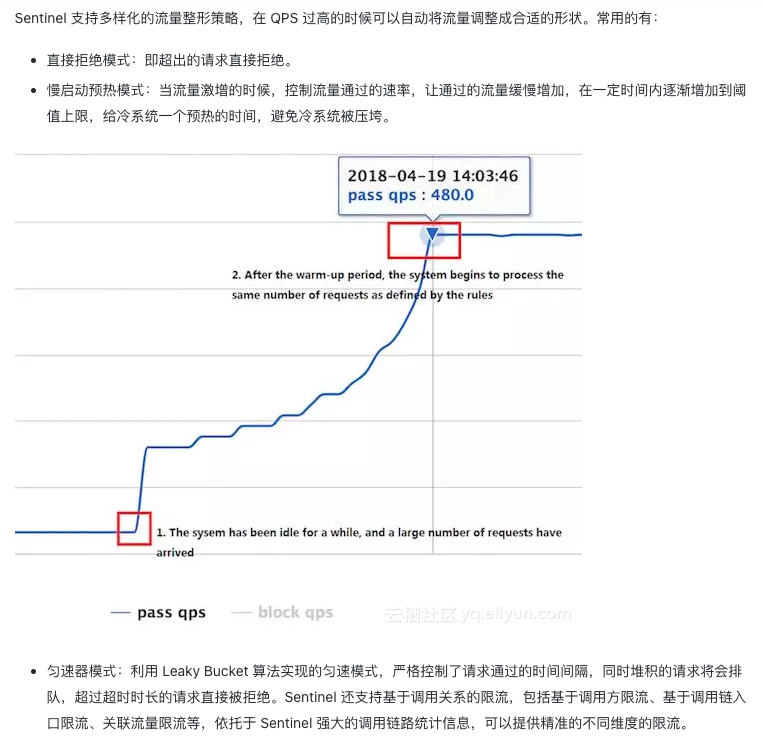 Sentinel 支持多样化的流量整形策略，在 QPS 过高的时候可以自动将流量调整成合适的形状。常用的有：
• 直接拒绝模式：即超出的请求直接拒绝。
• 慢启动预热模式：当流量激增的时候，控制流量通过的速率，让通过的流量缓慢增加，在一定时间内逐渐增加到阈
值上限，给冷系统一个预热的时间，避免冷系统被压垮。
2018-04-19 14:03:46
pass qps : 480.0
2. After the warm-up period, the system begins to process the
same number of requests as defined by the rules
1. The sysem has been idle for a while, and a large number of requests have
arrived
pass qps block qps
云栖社区 yq.aliyun.com
• 匀速器模式：利用 Leaky Bucket 算法实现的匀速模式，严格控制了请求通过的时间间隔，同时堆积的请求将会排
队，超过超时时长的请求直接被拒绝。Sentinel 还支持基于调用关系的限流，包括基于调用方限流、基于调用链入
口限流、关联流量限流等，依托于 Sentinel 强大的调用链路统计信息，可以提供精准的不同维度的限流。